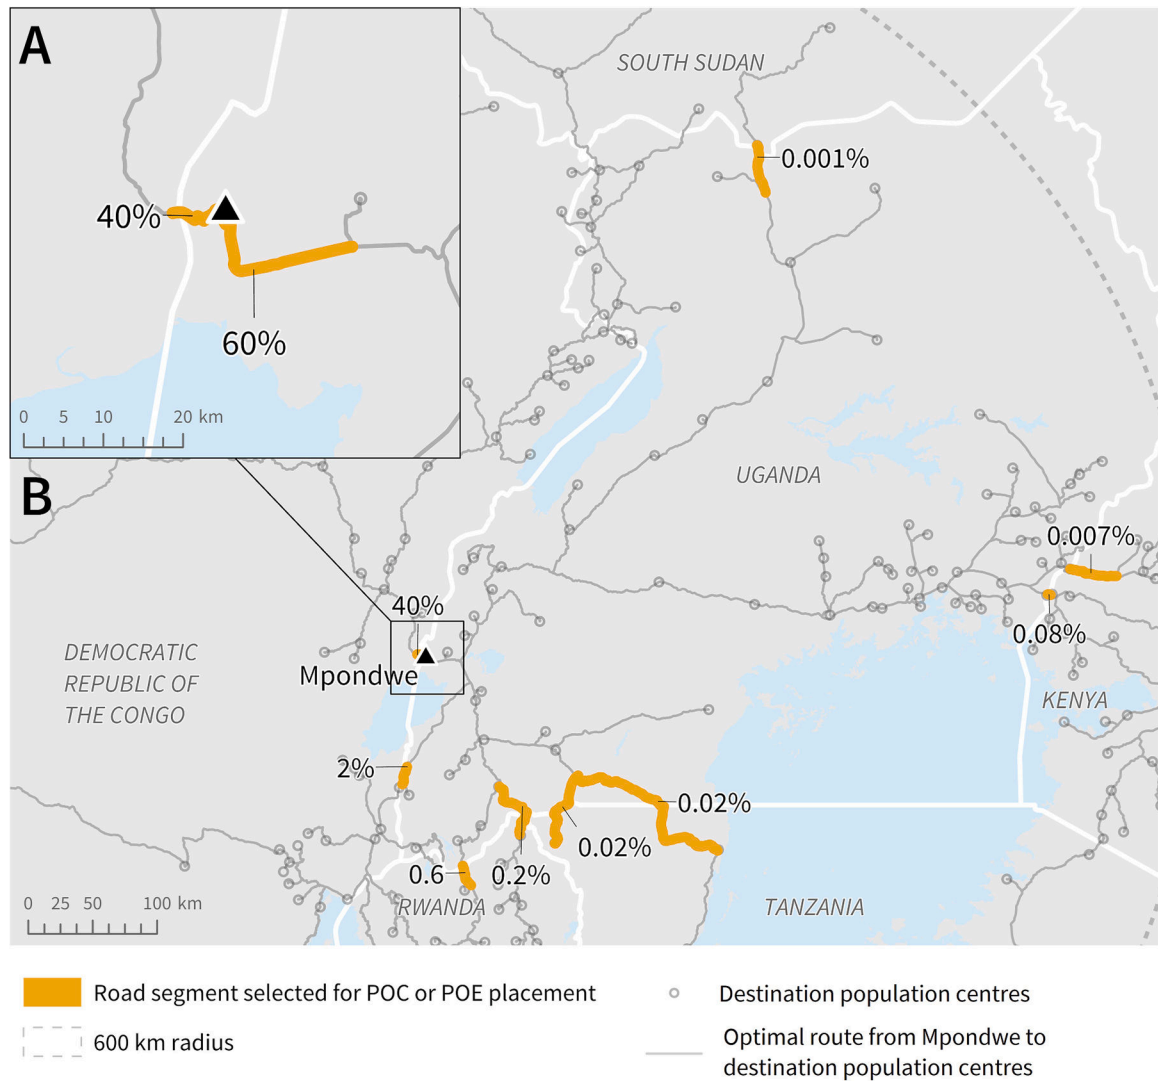 A
40%
60%
0 5 10 20 km
SOUTH SUDAN
0.001%
B
UGANDA
0.007%
0.08%
40%
Mpondwe
DEMOCRATIC
REPUBLIC OF
THE CONGO
KENYA
2%
0.02%
0.02%
0.6
0.2%
RWANDA
TANZANIA
0 25 50 100 km
Road segment selected for POC or POE placement
600 km radius
Destination population centres
Optimal route from Mpondwe to
destination population centres